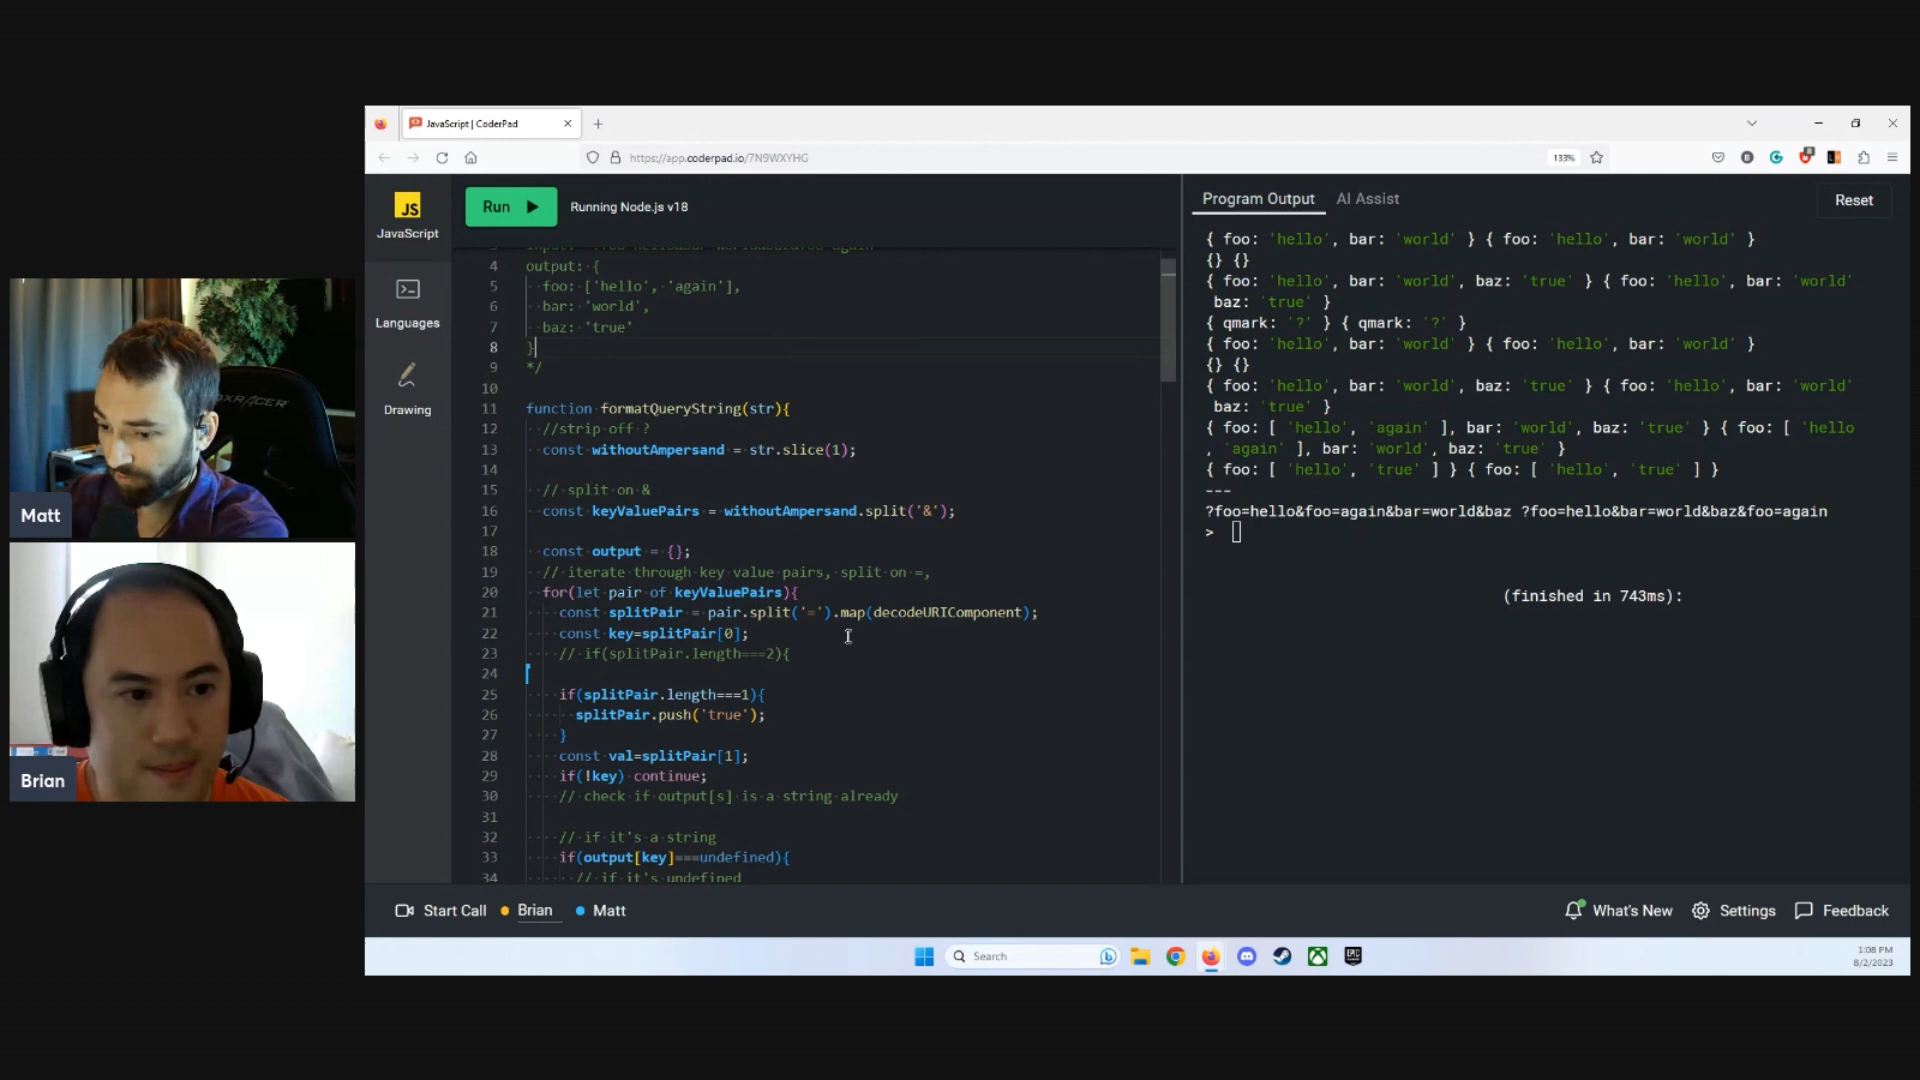 JavaScript | CoderPad
https://app.coderpad.io/7N9WXYHG
133%
JS
JavaScript
Languages
Drawing
Run
Running Node.js v18
4 output: {
5 foo: ['hello', 'again'],
6 bar: 'world',
7 baz: 'true'
8 }
9 */
10
11 function formatQueryString(str){
12 //strip off ?
13 const withoutAmpersand = str.slice(1);
14
15 // split on &
16 const keyValuePairs = withoutAmpersand.split('&');
17
18 const output = {};
19 // iterate through key value pairs, split on =,
20 for(let pair of keyValuePairs){
21 const splitPair = pair.split('=').map(decodeURIComponent);
22 const key=splitPair[0];
23 // if(splitPair.length===2){
24
25 if(splitPair.length===1){
26 splitPair.push('true');
27 }
28 const val=splitPair[1];
29 if(!key) continue;
30 // check if output[s] is a string already
31
32 // if it's a string
33 if(output[key]===undefined){
34 // if it's undefined
Program Output
AI Assist
Reset
{ foo: 'hello', bar: 'world' } { foo: 'hello', bar: 'world' }
{} {}
{ foo: 'hello', bar: 'world', baz: 'true' } { foo: 'hello', bar: 'world'
baz: 'true' }
{ qmark: '?' } { qmark: '?' }
{ foo: 'hello', bar: 'world' } { foo: 'hello', bar: 'world' }
{} {}
{ foo: 'hello', bar: 'world', baz: 'true' } { foo: 'hello', bar: 'world'
baz: 'true' }
{ foo: [ 'hello', 'again' ], bar: 'world', baz: 'true' } { foo: [ 'hello'
, 'again' ], bar: 'world', baz: 'true' }
{ foo: [ 'hello', 'true' ] } { foo: [ 'hello', 'true' ] }
---
?foo=hello&foo=again&bar=world&baz ?foo=hello&bar=world&baz&foo=again
>
(finished in 743ms):
Matt
Brian
Start Call
Brian
Matt
What's New
Settings
Feedback
Search
EPIC
1:08 PM
8/2/2023